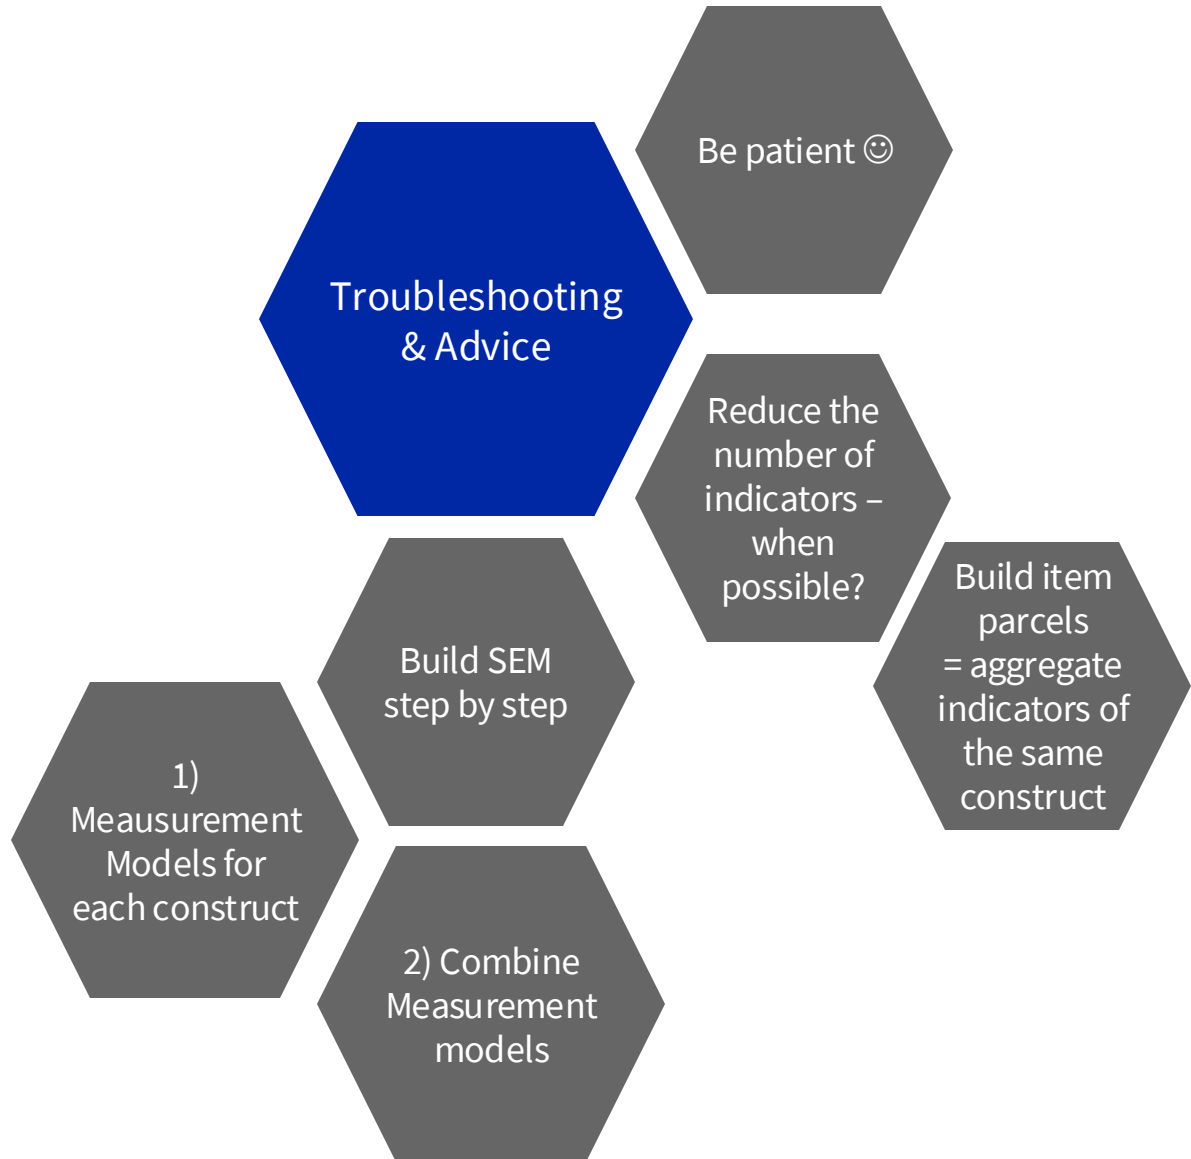 Be patient ☺
Troubleshooting
& Advice
Reduce the
number of
indicators –
when
possible?
Build item
parcels
= aggregate
indicators of
the same
construct
Build SEM
step by step
1)
Meausurement
Models for
each construct
2) Combine
Measurement
models